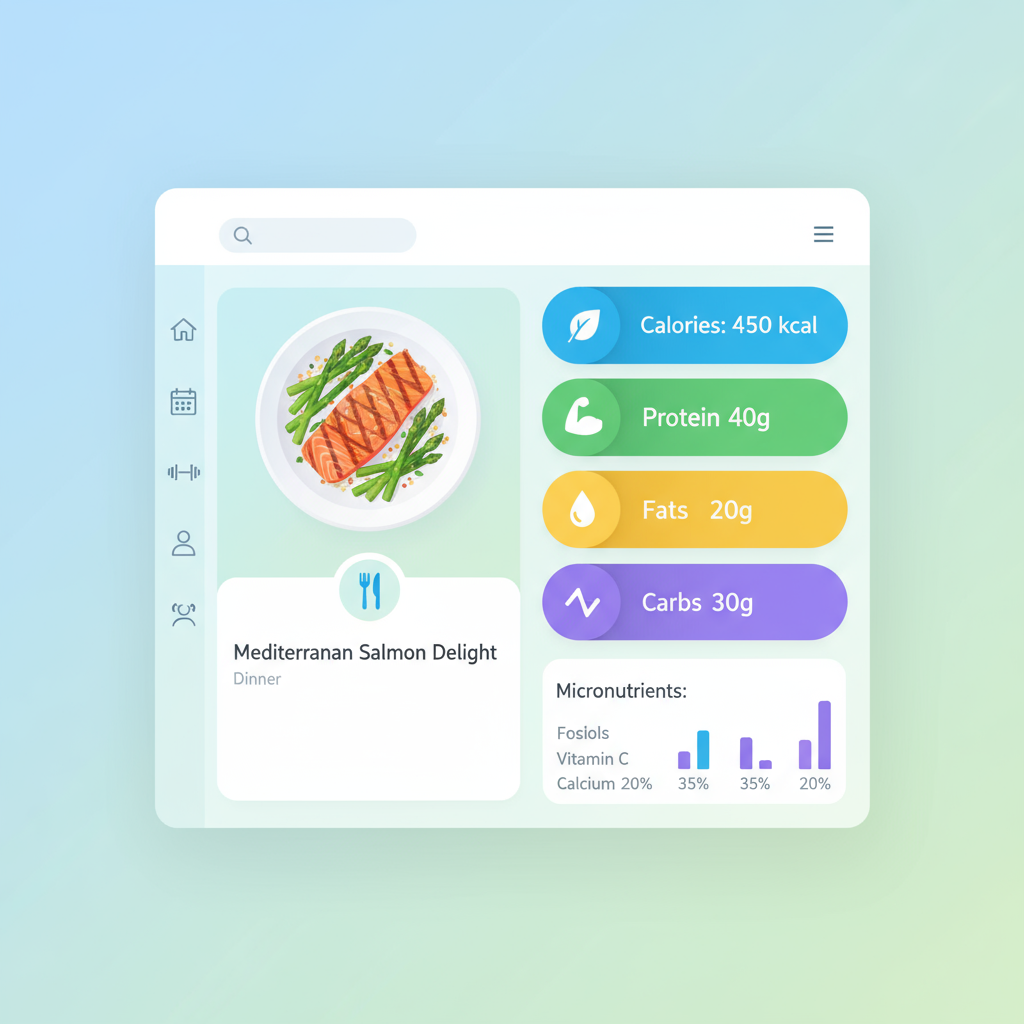 Mediterranan Salmon Delight
Dinner
Calories: 450 kcal
Protein 40g
Fats 20g
Carbs 30g
Micronutrients:
Fosiols
Vitamin C
Calcium 20% 35% 35% 20%